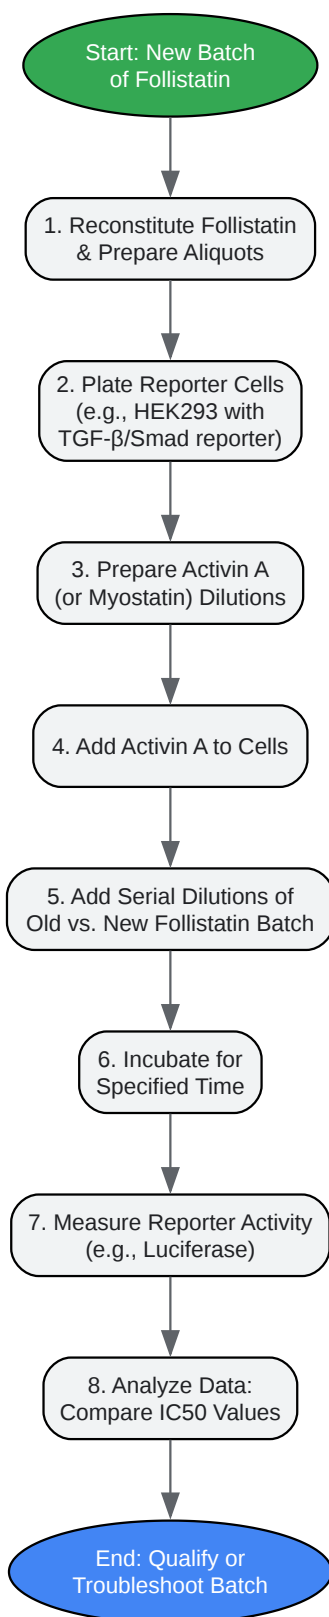 Start: New Batch
of Follistatin
1. Reconstitute Follistatin
& Prepare Aliquots
2. Plate Reporter Cells
(e.g., HEK293 with
TGF-β/Smad reporter)
3. Prepare Activin A
(or Myostatin) Dilutions
4. Add Activin A to Cells
5. Add Serial Dilutions of
Old vs. New Follistatin Batch
6. Incubate for
Specified Time
7. Measure Reporter Activity
(e.g., Luciferase)
8. Analyze Data:
Compare IC50 Values
End: Qualify or
Troubleshoot Batch